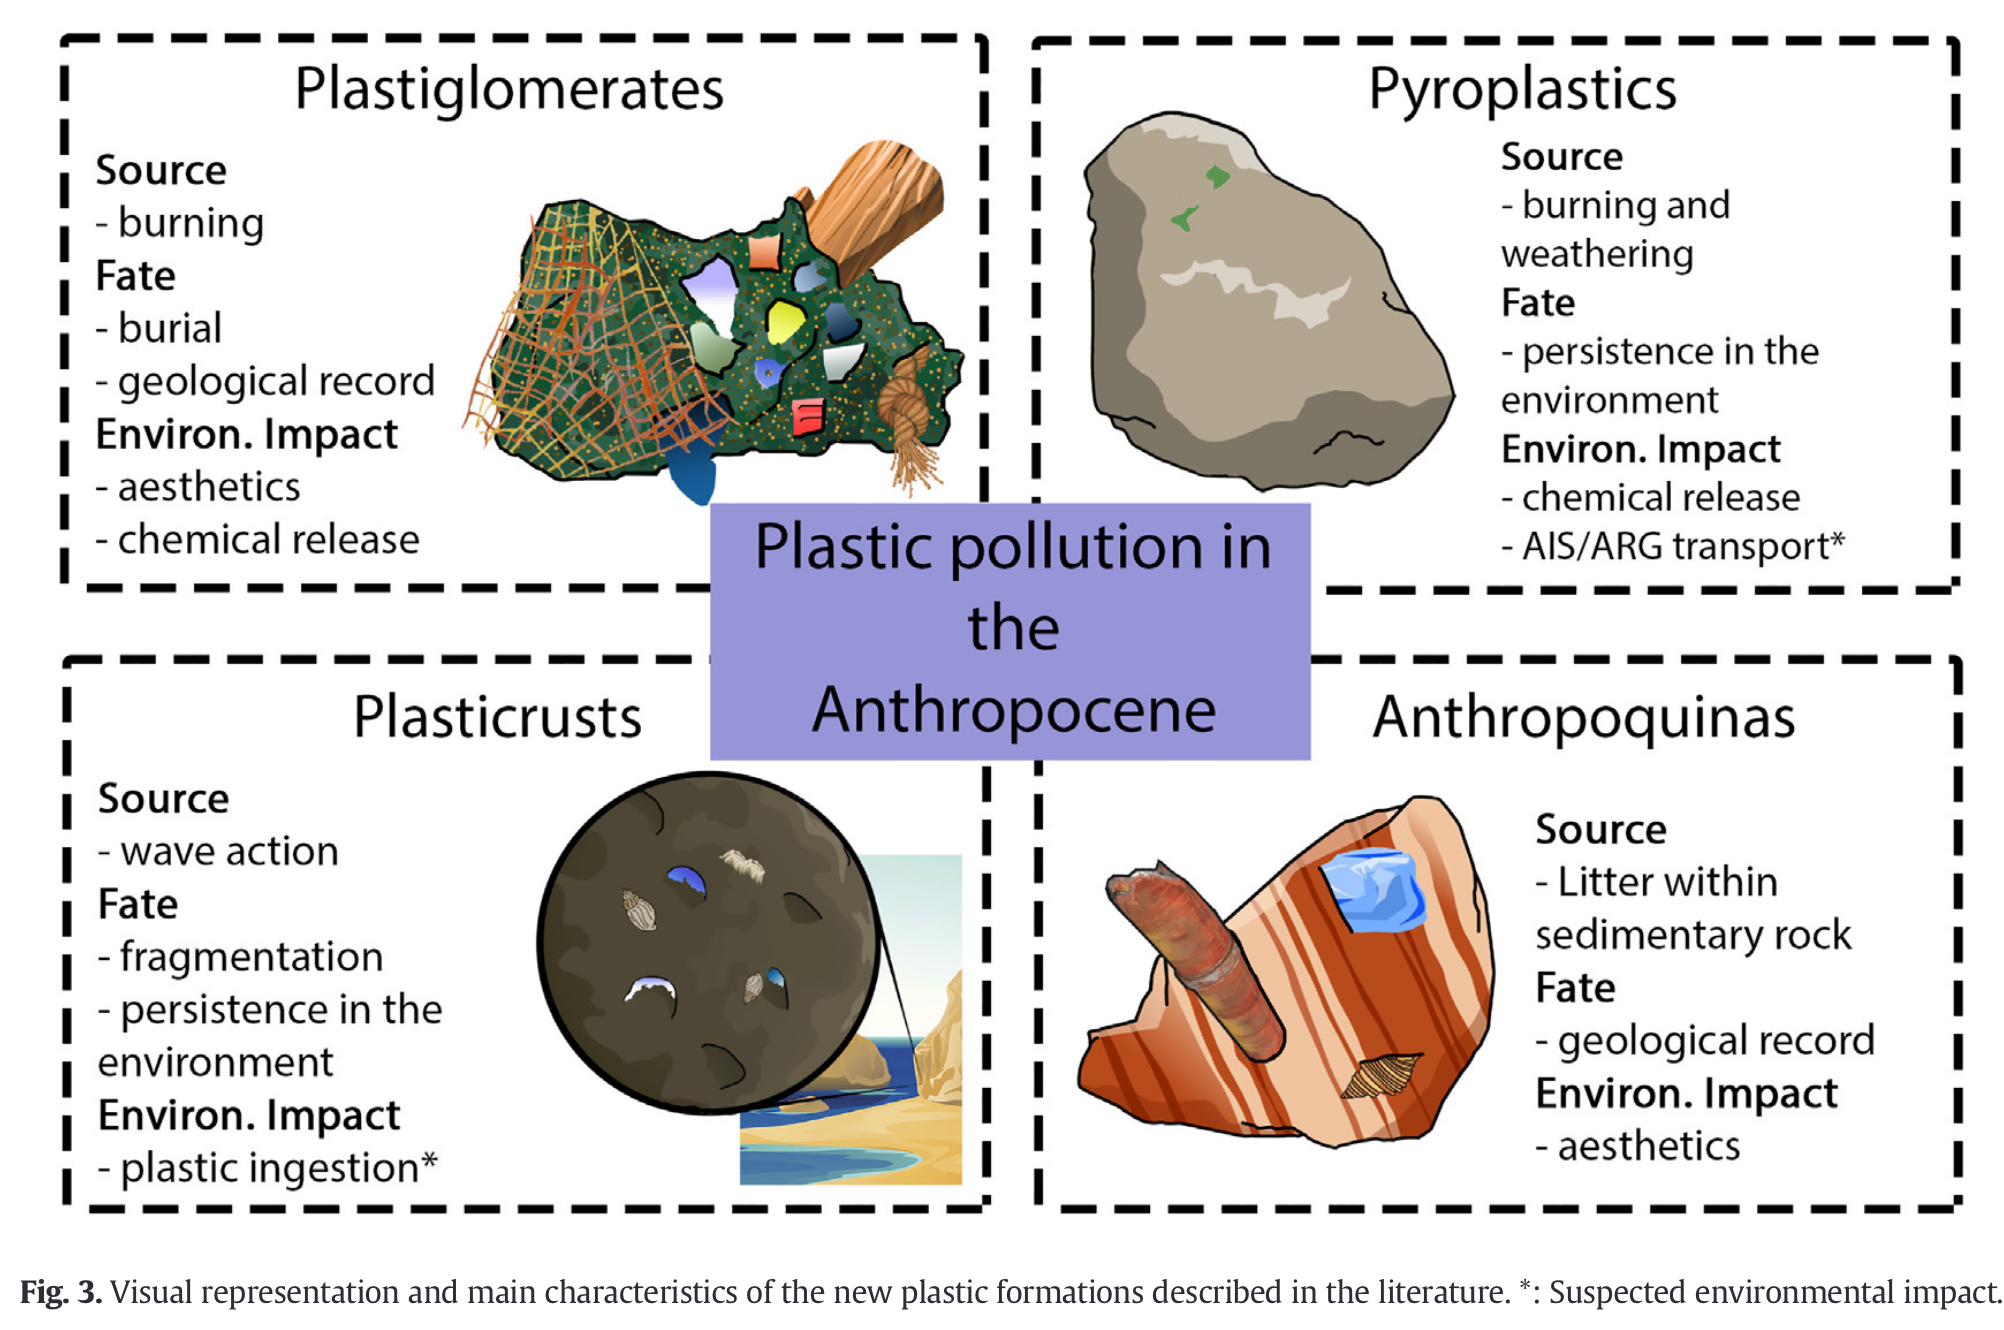 Plastiglomerates
Source
- burning
Fate
- burial
- geological record
Environ. Impact
- aesthetics
- chemical release
Pyroplastics
Source
- burning and
weathering
Fate
- persistence in the
environment
Environ. Impact
- chemical release
- AIS/ARG transport*
Plastic pollution in
the
Anthropocene
Plasticrusts
Source
- wave action
Fate
- fragmentation
- persistence in the
environment
Environ. Impact
- plastic ingestion*
Anthropoquinas
Source
- Litter within
sedimentary rock
Fate
- geological record
Environ. Impact
- aesthetics
Fig. 3. Visual representation and main characteristics of the new plastic formations described in the literature. *: Suspected environmental impact.